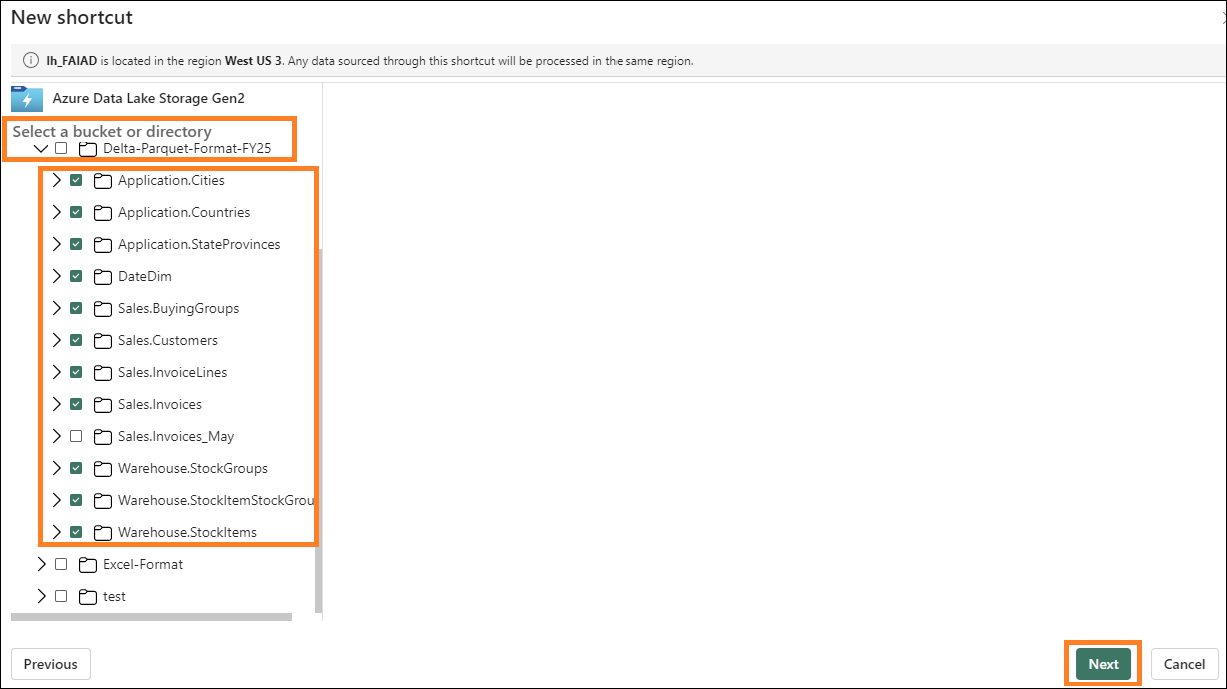 New shortcut
lh_FAIAD is located in the region West US 3. Any data sourced through this shortcut will be processed in the same region.
Azure Data Lake Storage Gen2
Select a bucket or directory
Delta-Parquet-Format-FY25
Application.Cities
Application.Countries
Application.StateProvinces
DateDim
Sales.BuyingGroups
Sales.Customers
Sales.InvoiceLines
Sales.Invoices
Sales.Invoices_May
Warehouse.StockGroups
Warehouse.StockItemStockGrou
Warehouse.StockItems
Excel-Format
test
Previous
Next
Cancel